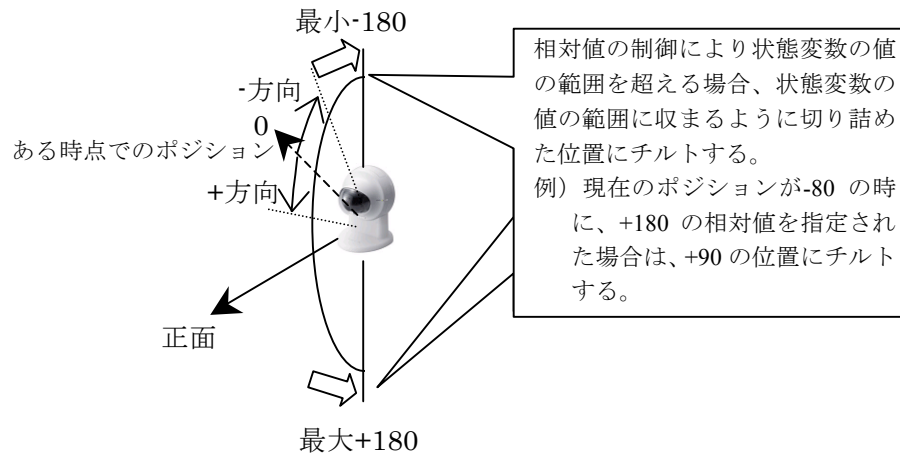 最小-180
-方向
0
ある時点でのポジション
+方向
正面
最大+180
相対値の制御により状態変数の値
の範囲を超える場合、状態変数の
値の範囲に収まるように切り詰め
た位置にチルトする。
例）現在のポジションが-80 の時
に、+180 の相対値を指定され
た場合は、+90 の位置にチルト
する。